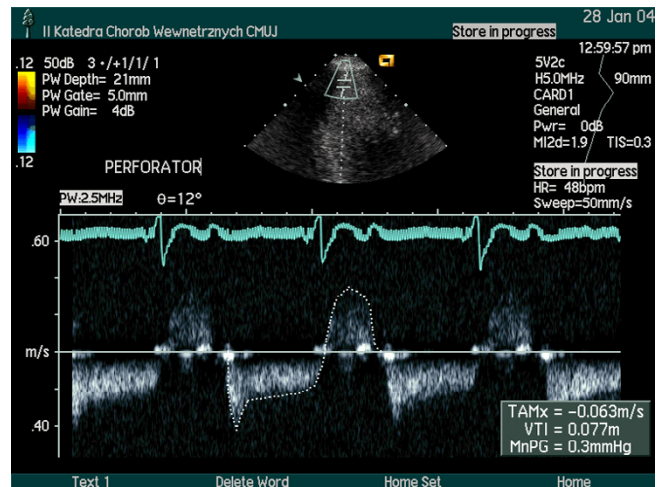 28 Jan 04
II Katedra Chorob Wewnetrznych CMUJ
Store in progress
12:59:57 pm
.12 50dB 3 •/+1/1/ 1
PW Depth= 21mm
PW Gate= 5.0mm
PW Gain= 4dB
.12
5V2c
H5.0MHz 90mm
CARD1
General
Pwr= 0dB
MI2d=1.9 TIS=0.3
Store in progress
HR= 48bpm
Sweep=50mm/s
PERFORATOR
PW:2.5MHz θ=12°
.60
m/s
.40
TAMx = -0.063m/s
VTI = 0.077m
MnPG = 0.3mmHg
Text 1 Delete Word Home Set Home